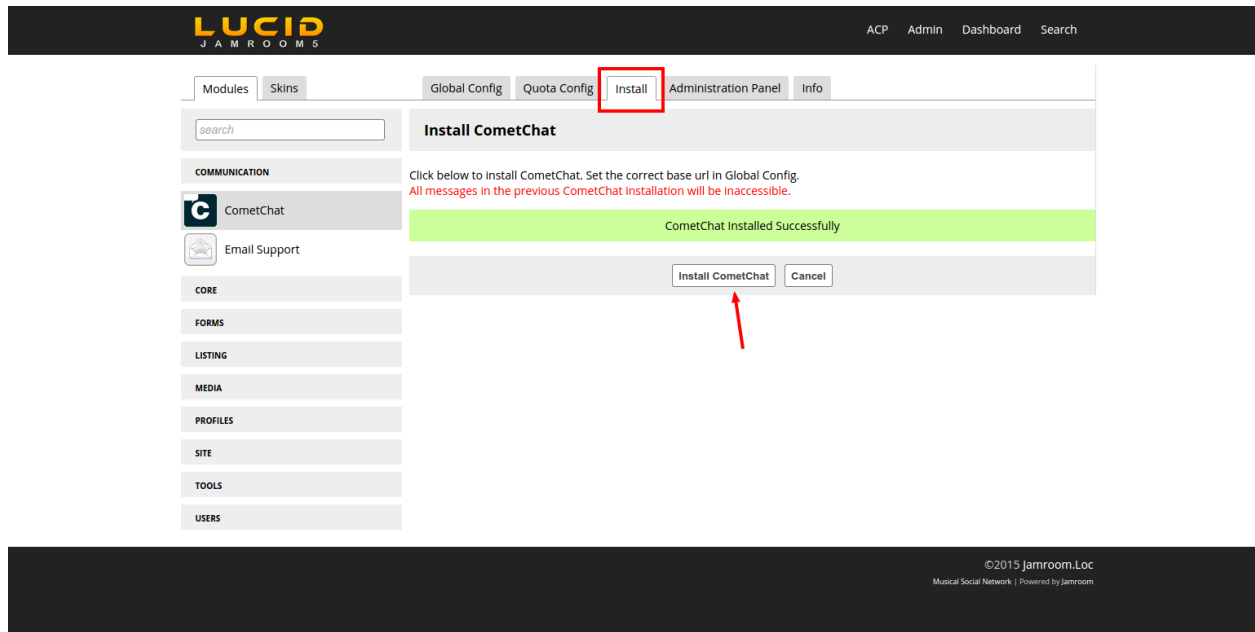 LUCID
JAMROOM5
ACP Admin Dashboard Search
Modules Skins
Global Config Quota Config Install Administration Panel Info
search
Install CometChat
COMMUNICATION
Click below to install CometChat. Set the correct base url in Global Config.
All messages in the previous CometChat installation will be inaccessible.
C CometChat
CometChat Installed Successfully
Email Support
Install CometChat Cancel
CORE
FORMS
LISTING
MEDIA
PROFILES
SITE
TOOLS
USERS
©2015 Jamroom.Loc
Musical Social Network | Powered by Jamroom